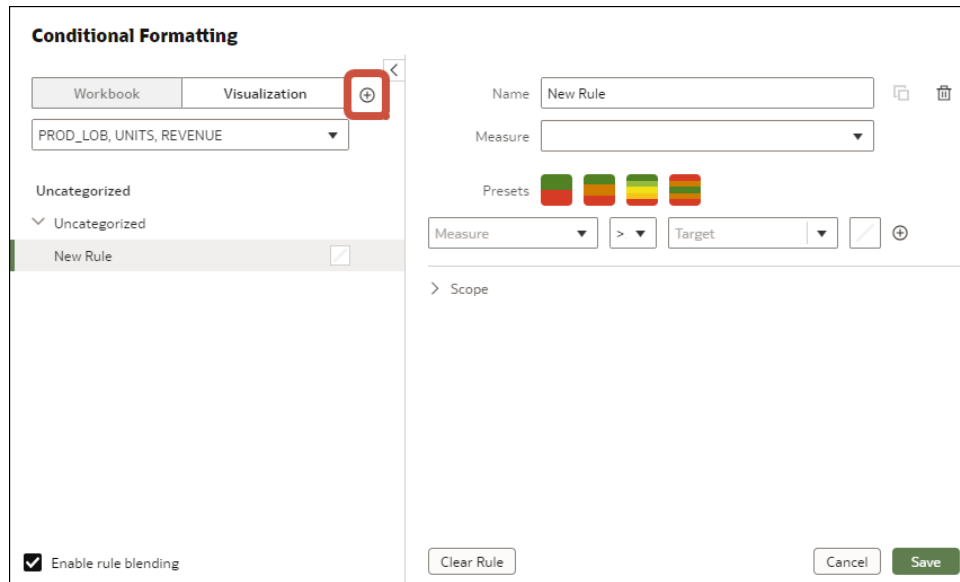 Conditional Formatting
Workbook
Visualization
PROD_LOB, UNITS, REVENUE
Uncategorized
Uncategorized
New Rule
Enable rule blending
Name
New Rule
Measure
Presets
Measure
>
Target
Scope
Clear Rule
Cancel
Save